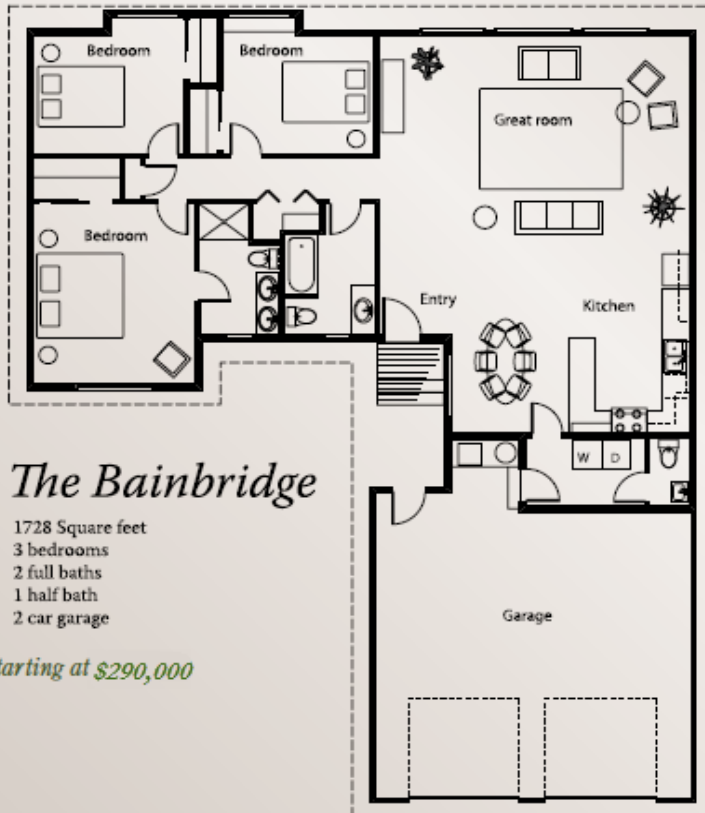 Bedroom
Bedroom
Great room
Bedroom
Entry
Kitchen
W D
The Bainbridge
1728 Square feet
3 bedrooms
2 full baths
1 half bath
2 car garage
Garage
tarting at $290,000